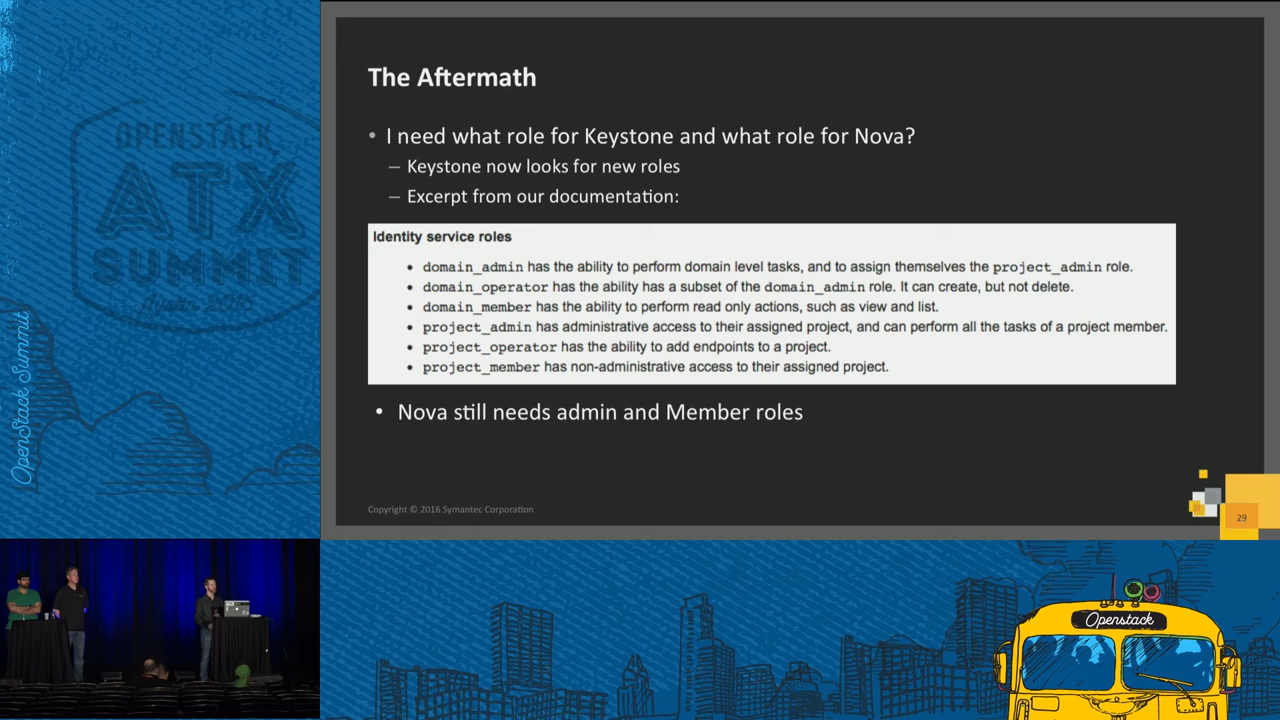 The Aftermath
• I need what role for Keystone and what role for Nova?
– Keystone now looks for new roles
– Excerpt from our documentation:
Identity service roles
• domain_admin has the ability to perform domain level tasks, and to assign themselves the project_admin role.
• domain_operator has the ability has a subset of the domain_admin role. It can create, but not delete.
• domain_member has the ability to perform read only actions, such as view and list.
• project_admin has administrative access to their assigned project, and can perform all the tasks of a project member.
• project_operator has the ability to add endpoints to a project.
• project_member has non-administrative access to their assigned project.
• Nova still needs admin and Member roles
Copyright © 2016 Symantec Corporation
29
OPENSTACK
ATX
SUMMIT
Austin 2016
OpenStack Summit
Openstack